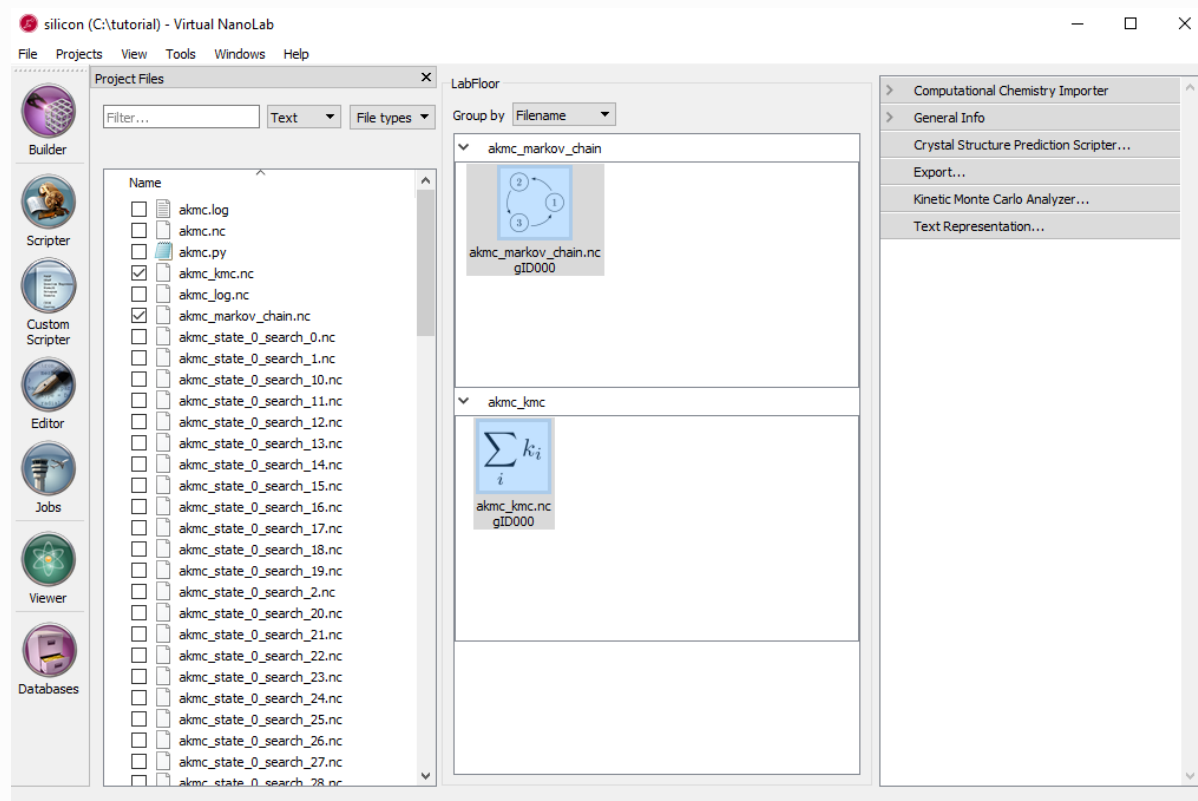 silicon (C:\tutorial) - Virtual NanoLab
File Projects View Tools Windows Help
Builder
Scripter
Custom
Scripter
Editor
Jobs
Viewer
Databases
Project Files
Filter...
Text
File types
Name
akmc.log
akmc.nc
akmc.py
akmc_kmc.nc
akmc_log.nc
akmc_markov_chain.nc
akmc_state_0_search_0.nc
akmc_state_0_search_1.nc
akmc_state_0_search_10.nc
akmc_state_0_search_11.nc
akmc_state_0_search_12.nc
akmc_state_0_search_13.nc
akmc_state_0_search_14.nc
akmc_state_0_search_15.nc
akmc_state_0_search_16.nc
akmc_state_0_search_17.nc
akmc_state_0_search_18.nc
akmc_state_0_search_19.nc
akmc_state_0_search_2.nc
akmc_state_0_search_20.nc
akmc_state_0_search_21.nc
akmc_state_0_search_22.nc
akmc_state_0_search_23.nc
akmc_state_0_search_24.nc
akmc_state_0_search_25.nc
akmc_state_0_search_26.nc
akmc_state_0_search_27.nc
akmc_state_0_search_28.nc
LabFloor
Group by Filename
akmc_markov_chain
2
1
3
akmc_markov_chain.nc
gID000
akmc_kmc
∑ k_i
i
akmc_kmc.nc
gID000
Computational Chemistry Importer
General Info
Crystal Structure Prediction Scripter...
Export...
Kinetic Monte Carlo Analyzer...
Text Representation...